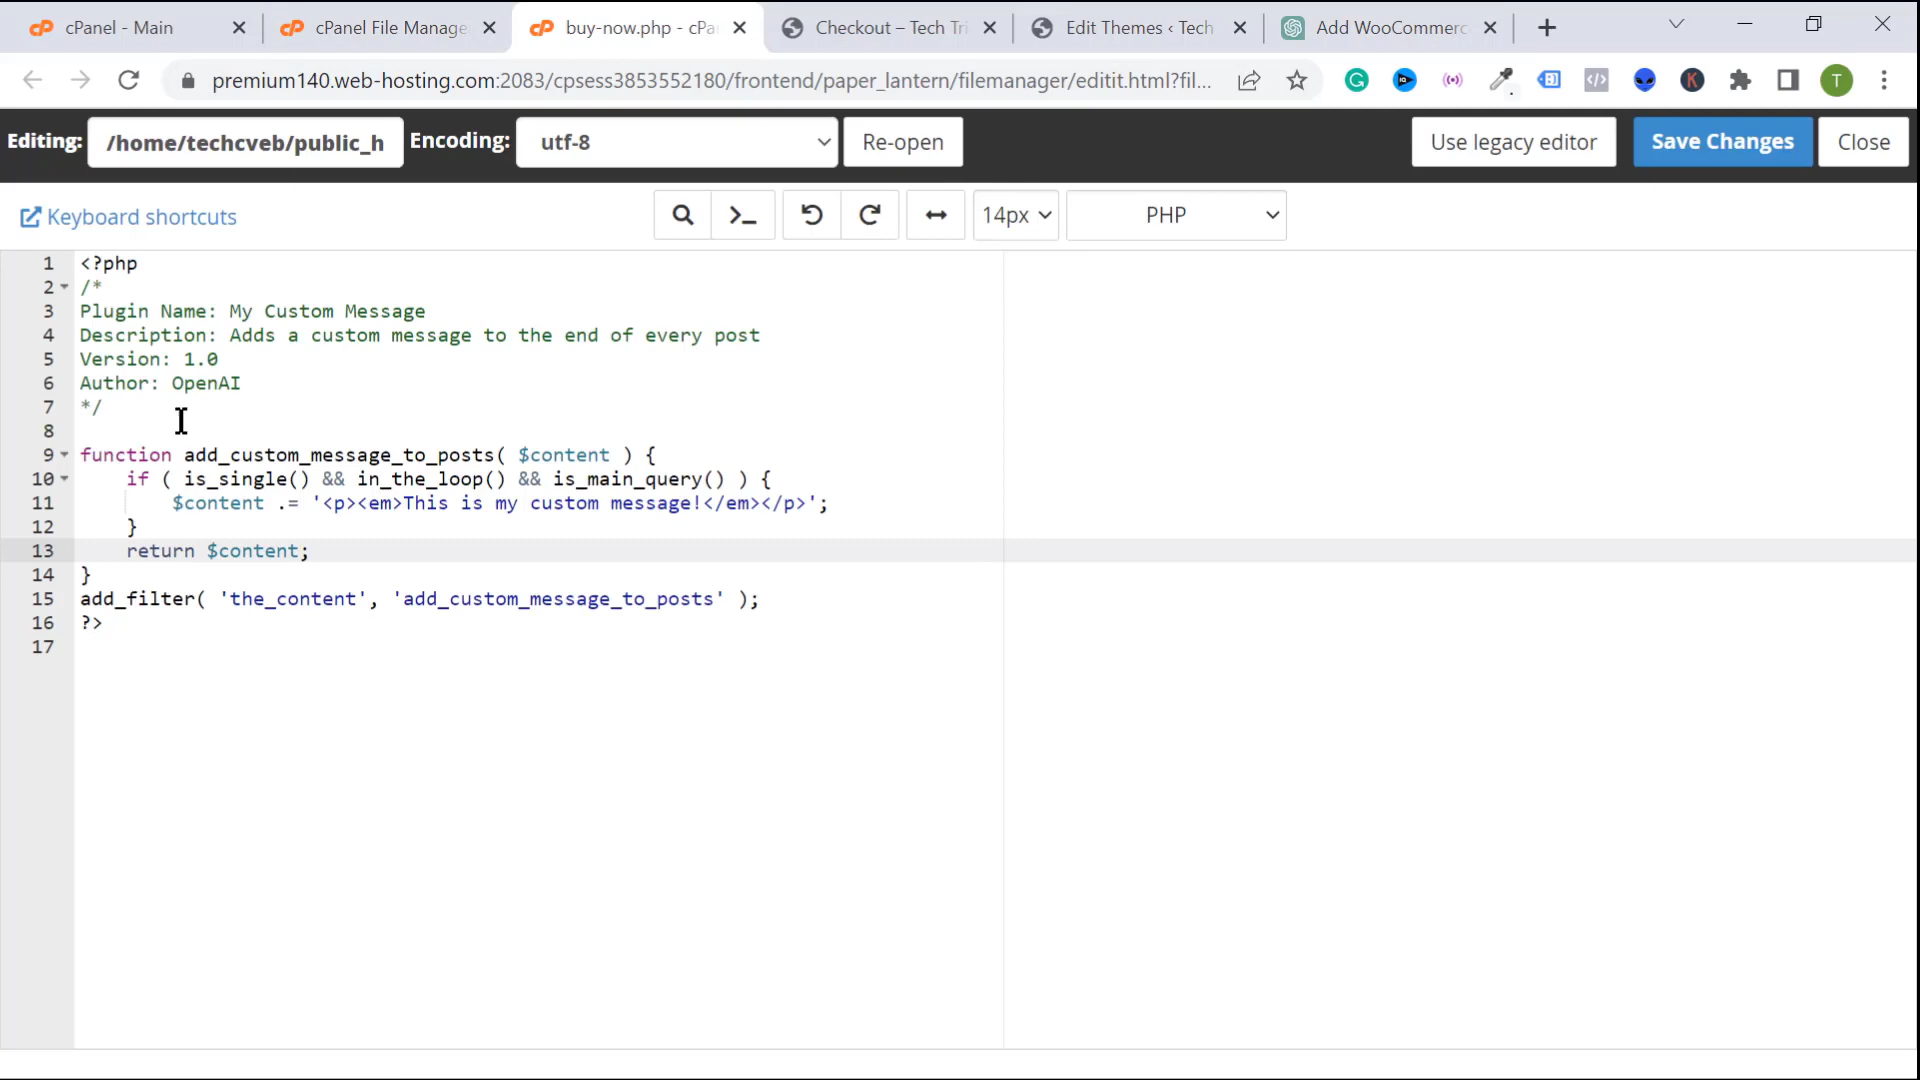 cPanel - Main
cPanel File Manage
buy-now.php - cPa
Checkout – Tech Tri
Edit Themes ‹ Tech
Add WooCommerc
premium140.web-hosting.com:2083/cpsess3853552180/frontend/paper_lantern/filemanager/editit.html?fil...
T
Editing:
/home/techcveb/public_h
Encoding:
utf-8
Re-open
Use legacy editor
Save Changes
Close
Keyboard shortcuts
14px
PHP
1 <?php
2 /*
3 Plugin Name: My Custom Message
4 Description: Adds a custom message to the end of every post
5 Version: 1.0
6 Author: OpenAI
7 */
8
9 function add_custom_message_to_posts( $content ) {
10 if ( is_single() && in_the_loop() && is_main_query() ) {
11 $content .= '<p><em>This is my custom message!</em></p>';
12 }
13 return $content;
14 }
15 add_filter( 'the_content', 'add_custom_message_to_posts' );
16 ?>
17